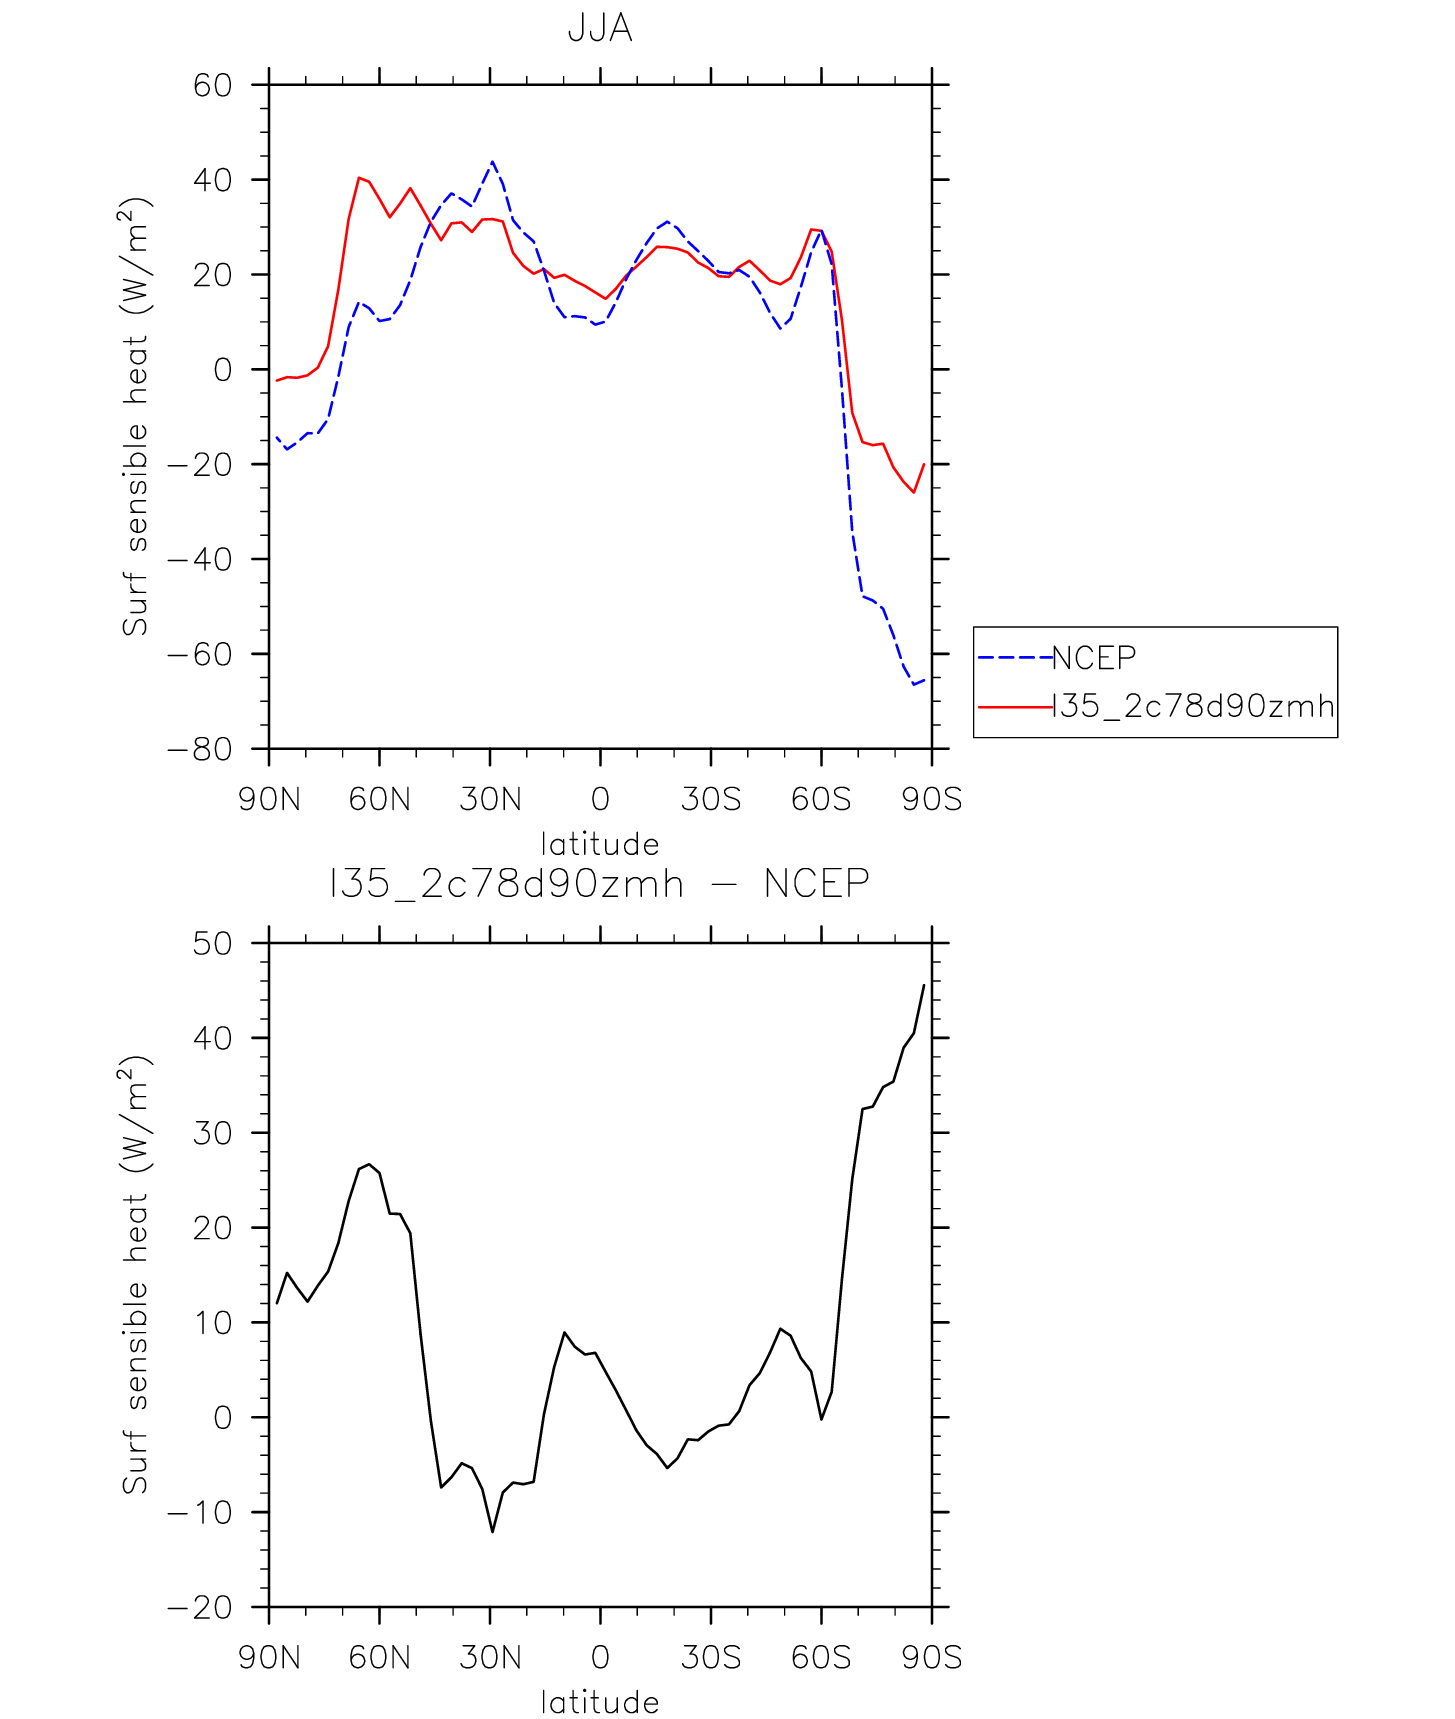 JJA
60
40
20
0
−20
−40
−60
−80
Surf sensible heat (W/m²)
90N 60N 30N 0 30S 60S 90S
latitude
NCEP
I35_2c78d90zmh
I35_2c78d90zmh − NCEP
50
40
30
20
10
0
−10
−20
Surf sensible heat (W/m²)
90N 60N 30N 0 30S 60S 90S
latitude